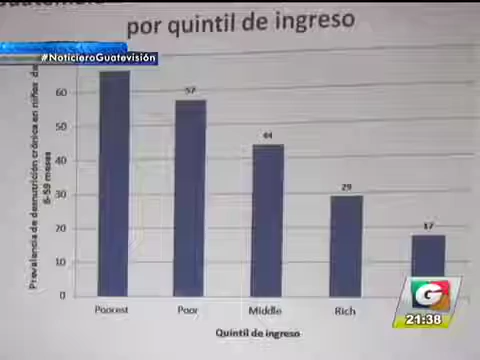 por quintil de ingreso
#NoticieroGuatevisión
Prevalencia de desnutrición crónica en niños de
6-59 meses
60
50
40
30
20
10
0
57
44
29
17
Poorest
Poor
Middle
Rich
Quintil de ingreso
G
21:38